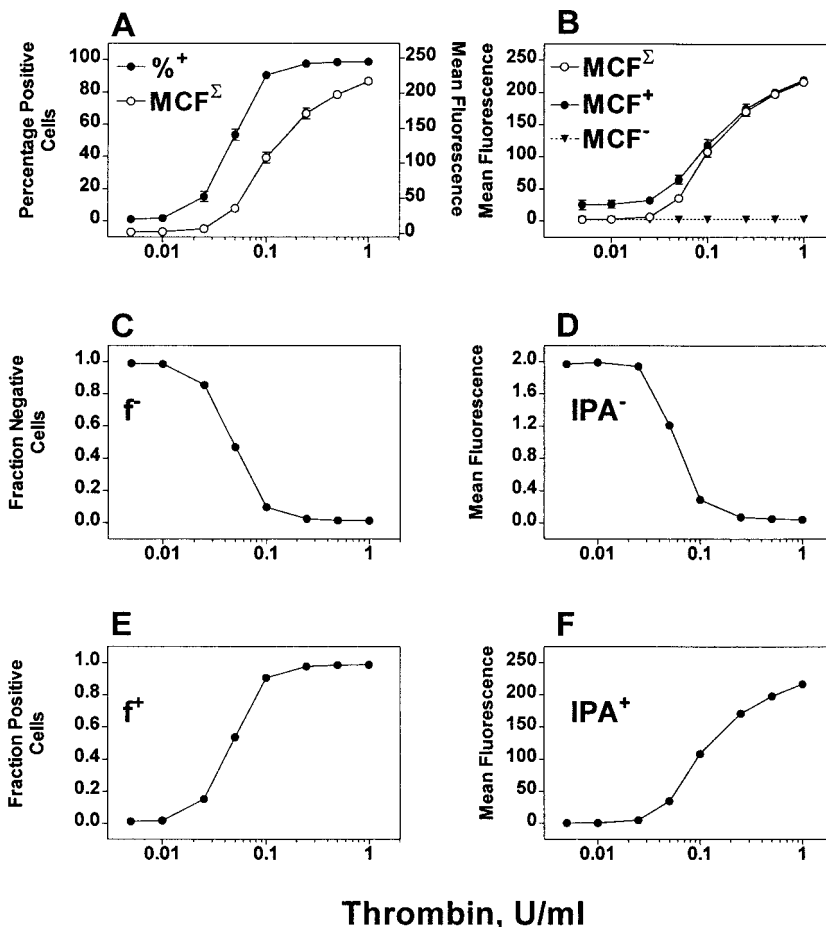 A
%⁺
MCF^Σ
Percentage Positive
Cells
100
80
60
40
20
0
250
200
150
100
50
0
Mean Fluorescence
0.01 0.1 1
B
MCF^Σ
MCF⁺
MCF⁻
Mean Fluorescence
250
200
150
100
50
0
0.01 0.1 1
C
f⁻
Fraction Negative
Cells
1.0
0.8
0.6
0.4
0.2
0.0
0.01 0.1 1
D
IPA⁻
Mean Fluorescence
2.0
1.6
1.2
0.8
0.4
0.0
0.01 0.1 1
E
f⁺
Fraction Positive
Cells
1.0
0.8
0.6
0.4
0.2
0.0
0.01 0.1 1
F
IPA⁺
Mean Fluorescence
250
200
150
100
50
0
0.01 0.1 1
Thrombin, U/ml